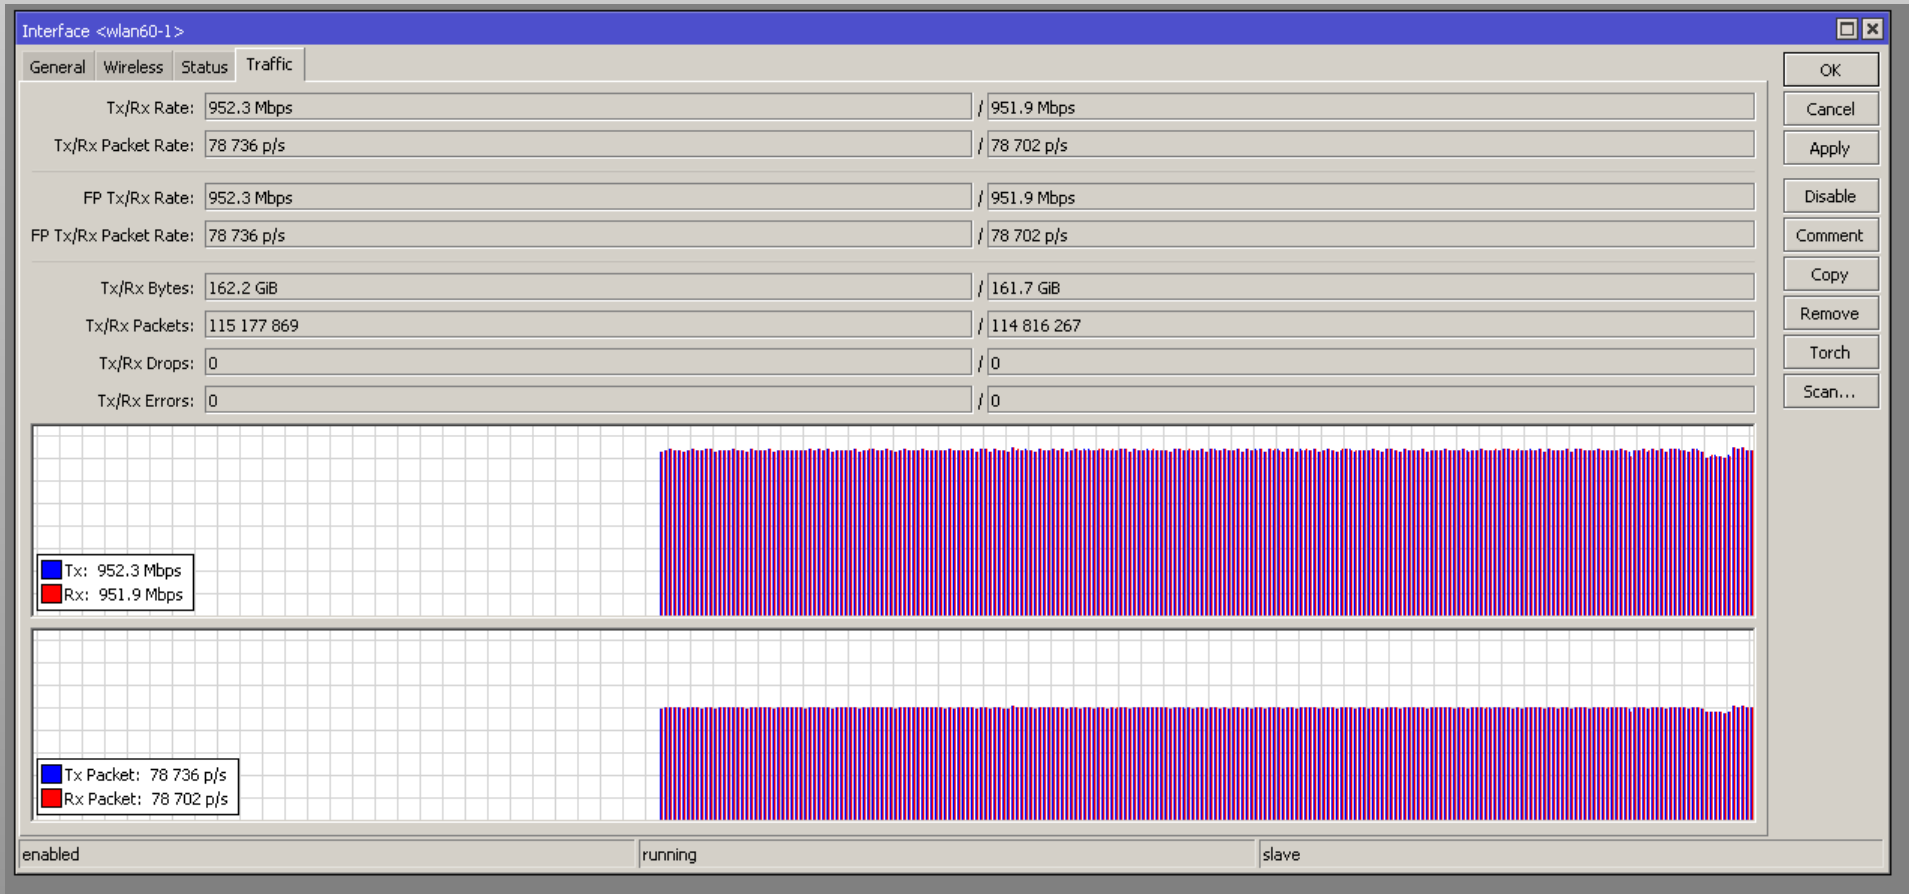 Interface <wlan60-1>
General Wireless Status Traffic
Tx/Rx Rate: 952.3 Mbps / 951.9 Mbps
Tx/Rx Packet Rate: 78 736 p/s / 78 702 p/s
FP Tx/Rx Rate: 952.3 Mbps / 951.9 Mbps
FP Tx/Rx Packet Rate: 78 736 p/s / 78 702 p/s
Tx/Rx Bytes: 162.2 GiB / 161.7 GiB
Tx/Rx Packets: 115 177 869 / 114 816 267
Tx/Rx Drops: 0 / 0
Tx/Rx Errors: 0 / 0
OK
Cancel
Apply
Disable
Comment
Copy
Remove
Torch
Scan...
Tx: 952.3 Mbps
Rx: 951.9 Mbps
Tx Packet: 78 736 p/s
Rx Packet: 78 702 p/s
enabled running slave